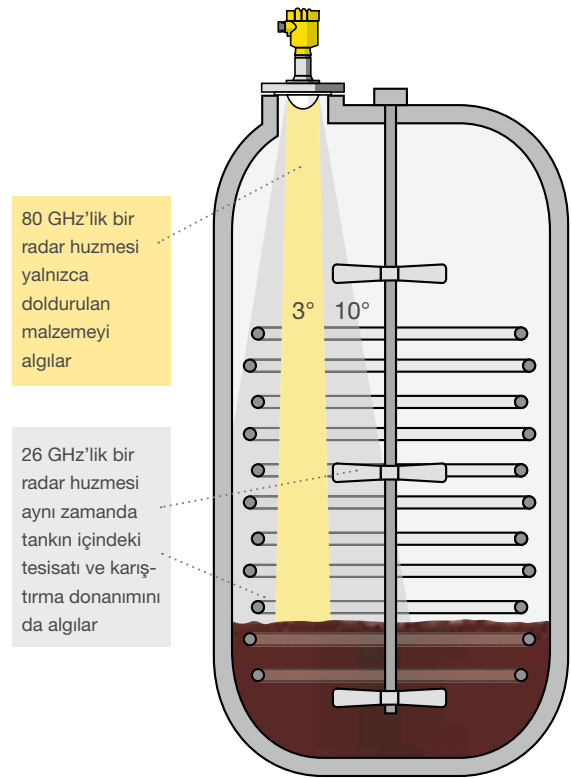 80 GHz’lik bir
radar huzmesi
yalnızca
doldurulan
malzemeyi
algılar
3° 10°
26 GHz’lik bir
radar huzmesi
aynı zamanda
tankın içindeki
tesisatı ve karış-
tırma donanımını
da algılar